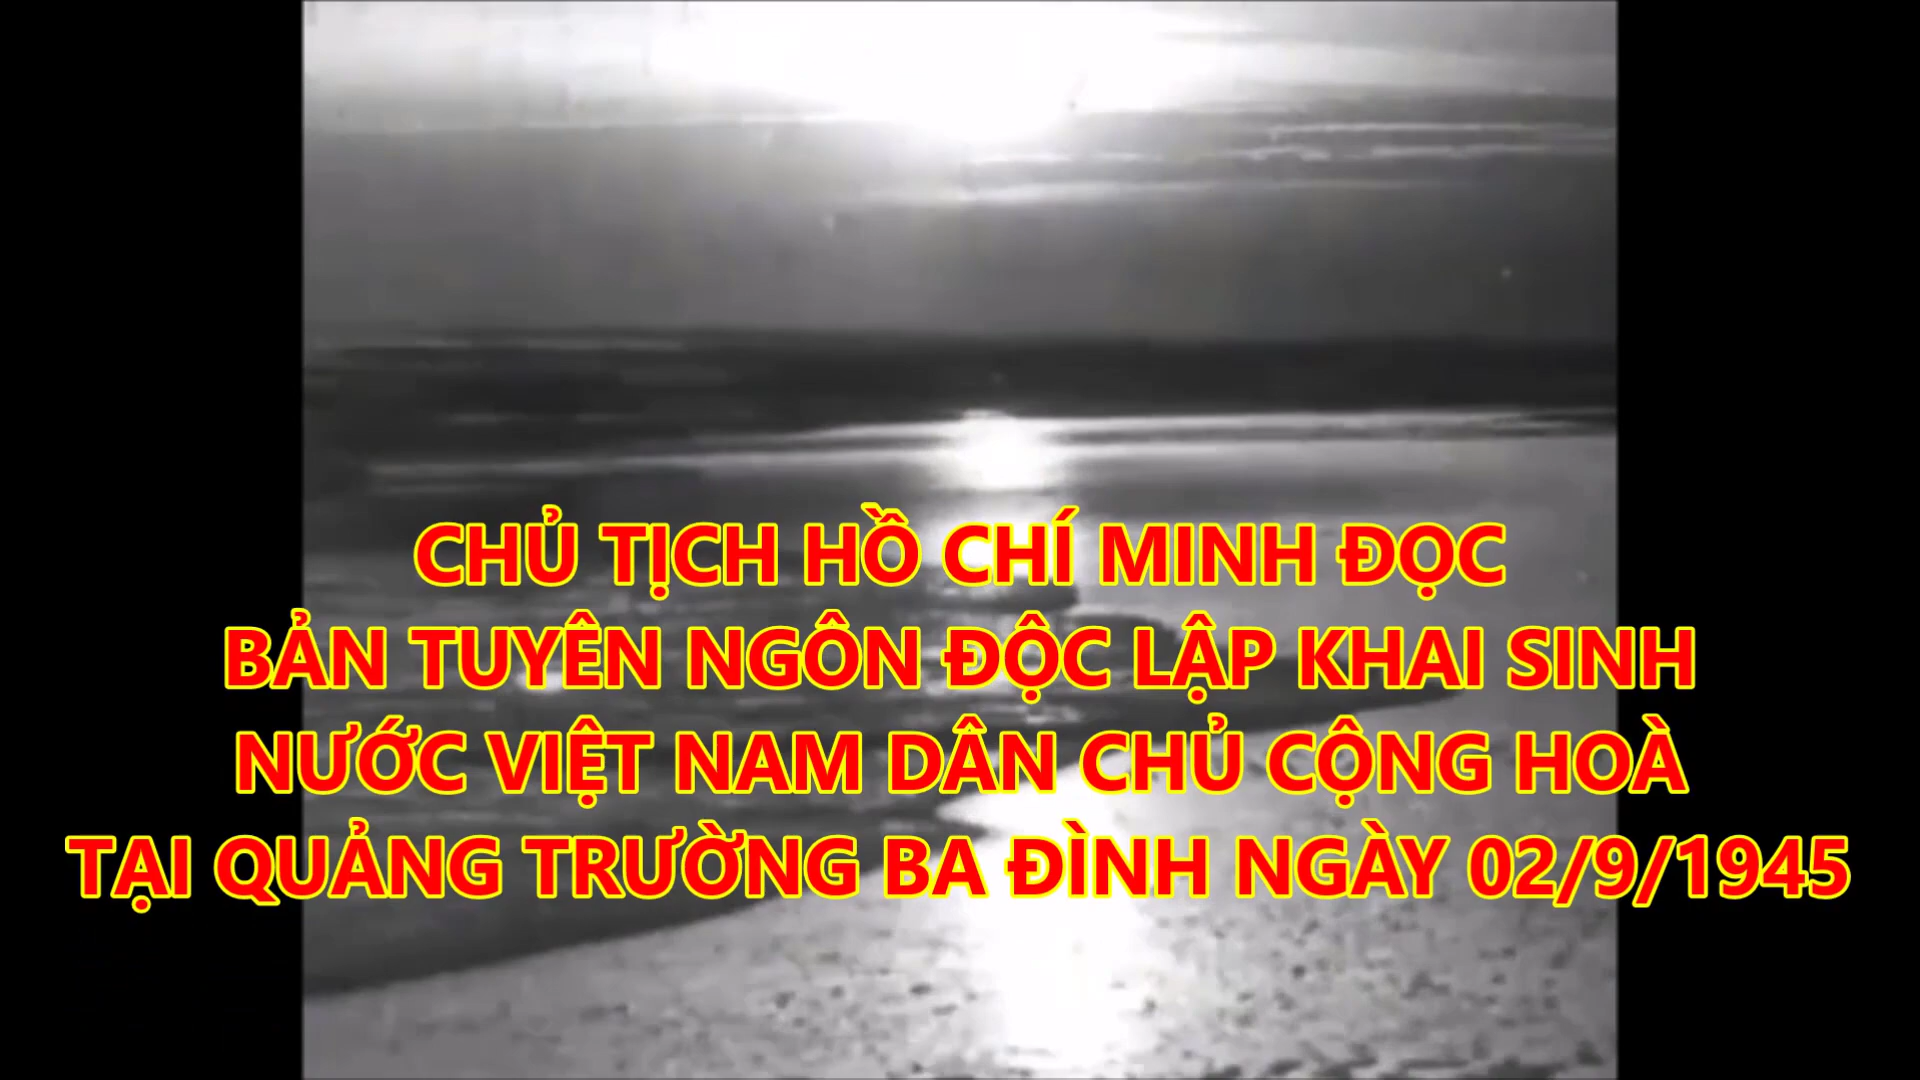 CHỦ TỊCH HỒ CHÍ MINH ĐỌC
BẢN TUYÊN NGÔN ĐỘC LẬP KHAI SINH
NƯỚC VIỆT NAM DÂN CHỦ CỘNG HOÀ
TẠI QUẢNG TRƯỜNG BA ĐÌNH NGÀY 02/9/1945